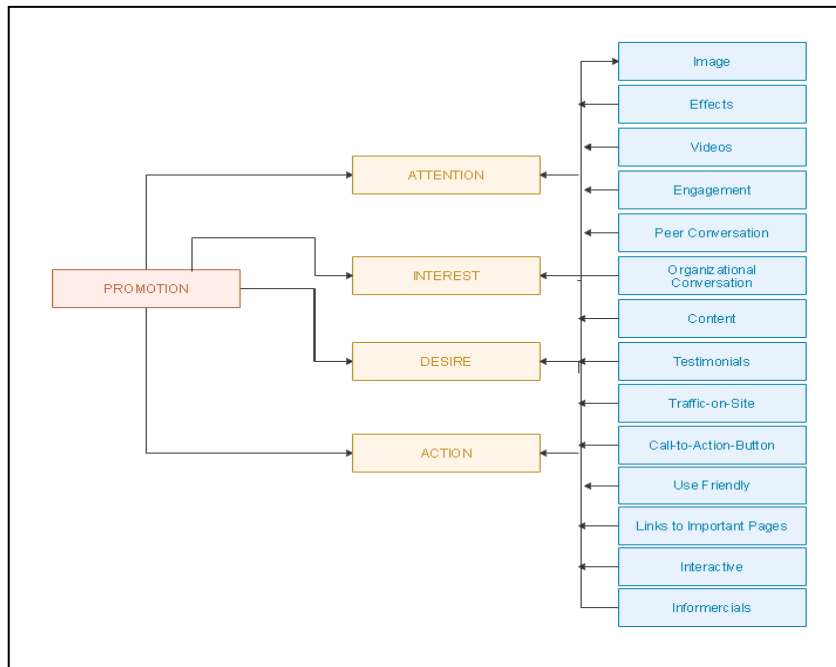 PROMOTION
ATTENTION
INTEREST
DESIRE
ACTION
Image
Effects
Videos
Engagement
Peer Conversation
Organizational
Conversation
Content
Testimonials
Traffic-on-Site
Call-to-Action-Button
Use Friendly
Links to Important Pages
Interactive
Informercials